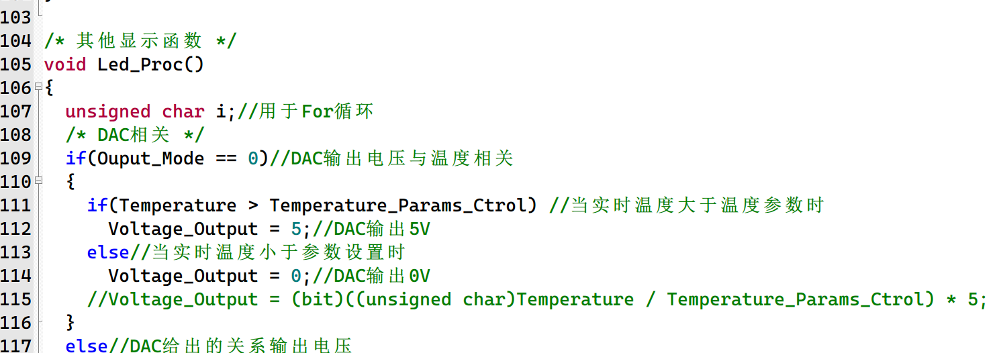 103
104 /* 其他显示函数 */
105 void Led_Proc()
106 {
107 unsigned char i;//用于For循环
108 /* DAC相关 */
109 if(Ouput_Mode == 0)//DAC输出电压与温度相关
110 {
111 if(Temperature > Temperature_Params_Ctrol) //当实时温度大于温度参数时
112 Voltage_Output = 5;//DAC输出5V
113 else//当实时温度小于参数设置时
114 Voltage_Output = 0;//DAC输出0V
115 //Voltage_Output = (bit)((unsigned char)Temperature / Temperature_Params_Ctrol) * 5;
116 }
117 else//DAC给出的关系输出电压